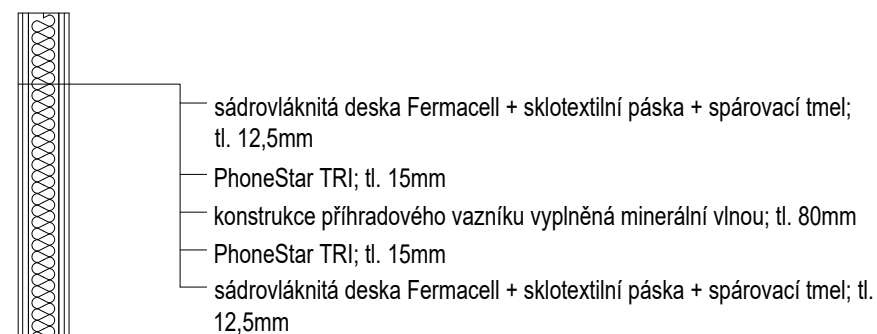 sádrovláknitá deska Fermacell + sklotextilní páska + spárovací tmel;
tl. 12,5mm
PhoneStar TRI; tl. 15mm
konstrukce příhradového vazníku vyplněná minerální vlnou; tl. 80mm
PhoneStar TRI; tl. 15mm
sádrovláknitá deska Fermacell + sklotextilní páska + spárovací tmel; tl.
12,5mm